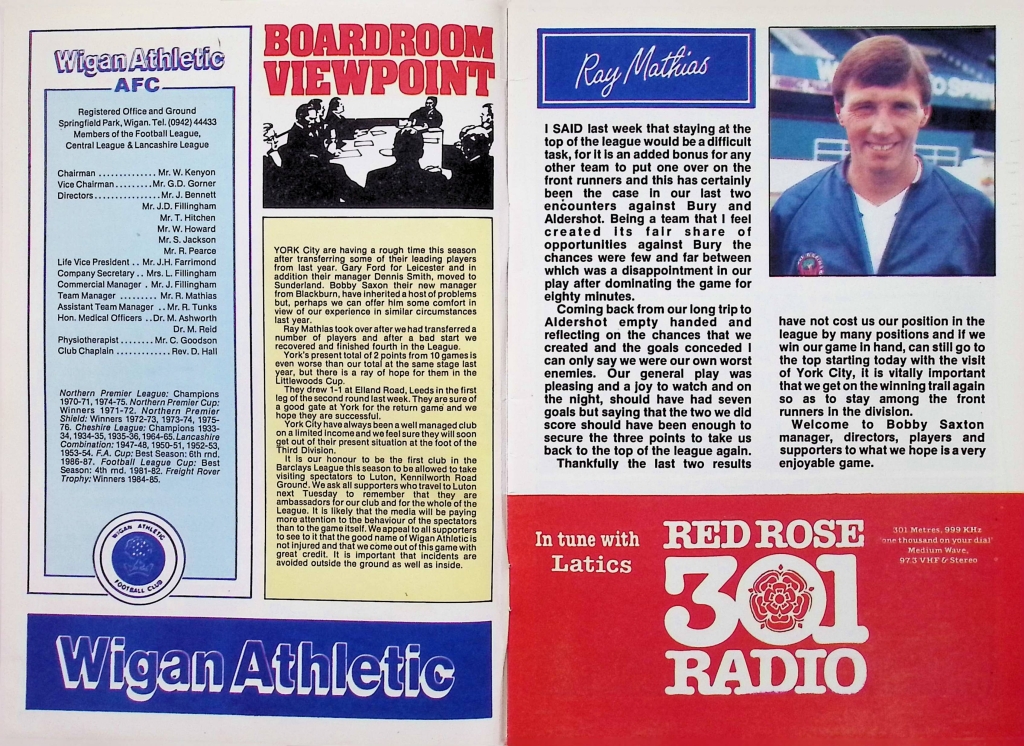 Wigan Athletic
AFC
Registered Office and Ground
Springfield Park, Wigan. Tel. (0942) 44433
Members of the Football League,
Central League & Lancashire League
Chairman .............. Mr. W. Kenyon
Vice Chairman ......... Mr. G.D. Gorner
Directors ................ Mr. J. Bennett
Mr. J.D. Fillingham
Mr. T. Hitchen
Mr. W. Howard
Mr. S. Jackson
Mr. R. Pearce
Life Vice President .. Mr. J.H. Farrimond
Company Secretary .. Mrs. L. Fillingham
Commercial Manager . Mr. J. Fillingham
Team Manager ......... Mr. R. Mathias
Assistant Team Manager .. Mr. R. Tunks
Hon. Medical Officers .. Dr. M. Ashworth
Dr. M. Reid
Physiotherapist ....... Mr. C. Goodson
Club Chaplain .......... Rev. D. Hall
Northern Premier League: Champions
1970-71, 1974-75. Northern Premier Cup:
Winners 1971-72. Northern Premier
Shield: Winners 1972-73, 1973-74, 1975-
76. Cheshire League: Champions 1933-
34, 1934-35, 1935-36, 1964-65. Lancashire
Combination: 1947-48, 1950-51, 1952-53,
1953-54. F.A. Cup: Best Season: 6th rnd.
1986-87. Football League Cup: Best
Season: 4th rnd. 1981-82. Freight Rover
Trophy: Winners 1984-85.
WIGAN ATHLETIC
FOOTBALL CLUB
BOARDROOM
VIEWPOINT
YORK City are having a rough time this season
after transferring some of their leading players
from last year. Gary Ford for Leicester and in
addition their manager Dennis Smith, moved to
Sunderland. Bobby Saxon their new manager
from Blackburn, have inherited a host of problems
but, perhaps we can offer him some comfort in
view of our experience in similar circumstances
last year.
Ray Mathias took over after we had transferred a
number of players and after a bad start we
recovered and finished fourth in the League.
York's present total of 2 points from 10 games is
even worse than our total at the same stage last
year, but there is a ray of hope for them in the
Littlewoods Cup.
They drew 1-1 at Elland Road, Leeds in the first
leg of the second round last week. They are sure of
a good gate at York for the return game and we
hope they are successful.
York City have always been a well managed club
on a limited income and we feel sure they will soon
get out of their present situation at the foot of the
Third Division.
It is our honour to be the first club in the
Barclays League this season to be allowed to take
visiting spectators to Luton, Kennilworth Road
Ground. We ask all supporters who travel to Luton
next Tuesday to remember that they are
ambassadors for our club and for the whole of the
League. It is likely that the media will be paying
more attention to the behaviour of the spectators
than to the game itself. We appeal to all supporters
to see to it that the good name of Wigan Athletic is
not injured and that we come out of this game with
great credit. It is important that incidents are
avoided outside the ground as well as inside.
Wigan Athletic
Ray Mathias
I SAID last week that staying at the
top of the league would be a difficult
task, for it is an added bonus for any
other team to put one over on the
front runners and this has certainly
been the case in our last two
encounters against Bury and
Aldershot. Being a team that I feel
created its fair share of
opportunities against Bury the
chances were few and far between
which was a disappointment in our
play after dominating the game for
eighty minutes.
Coming back from our long trip to
Aldershot empty handed and
reflecting on the chances that we
created and the goals conceded I
can only say we were our own worst
enemies. Our general play was
pleasing and a joy to watch and on
the night, should have had seven
goals but saying that the two we did
score should have been enough to
secure the three points to take us
back to the top of the league again.
Thankfully the last two results
have not cost us our position in the
league by many positions and if we
win our game in hand, can still go to
the top starting today with the visit
of York City, it is vitally important
that we get on the winning trail again
so as to stay among the front
runners in the division.
Welcome to Bobby Saxton
manager, directors, players and
supporters to what we hope is a very
enjoyable game.
In tune with
Latics
RED ROSE
301
RADIO
301 Metres, 999 KHz
'one thousand on your dial'
Medium Wave,
97.3 VHF & Stereo